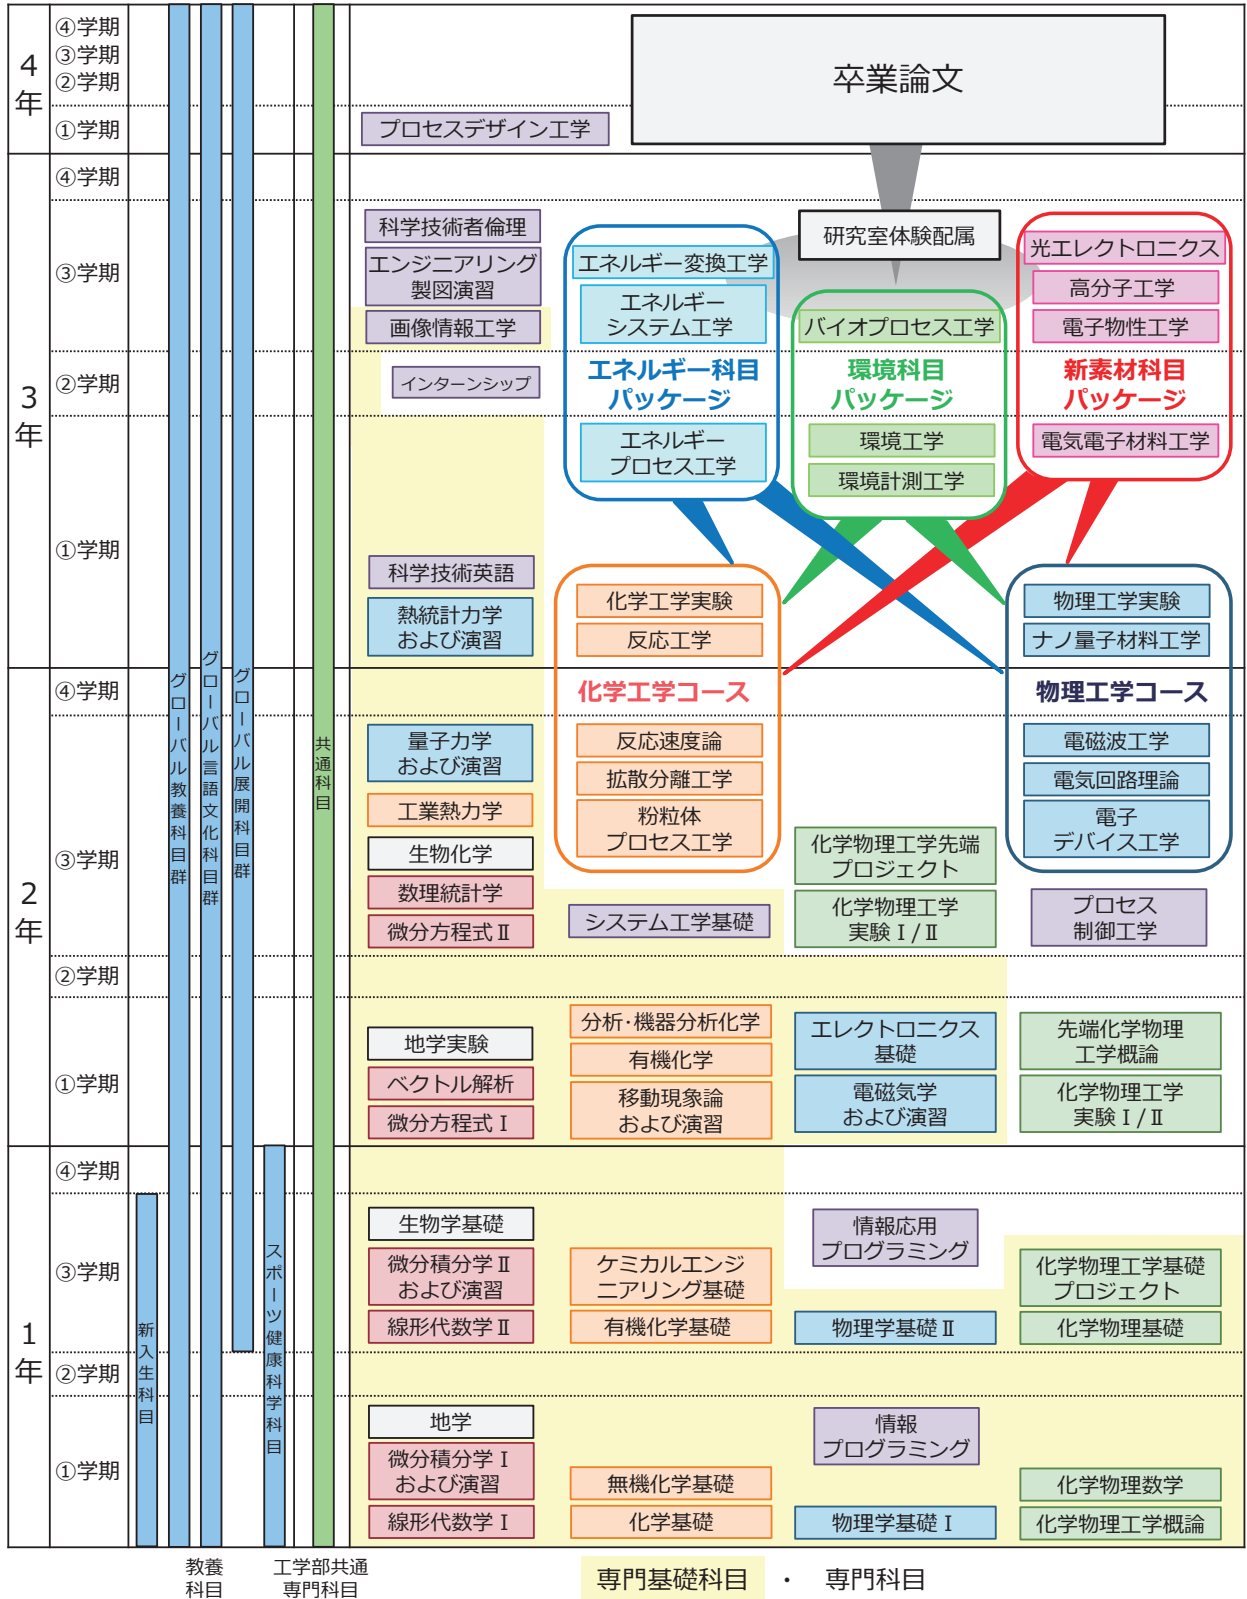 4
年
④学期
③学期
②学期
①学期
卒業論文
プロセスデザイン工学
3
年
④学期
③学期
②学期
①学期
科学技術者倫理
エンジニアリング
製図演習
画像情報工学
インターンシップ
研究室体験配属
エネルギー変換工学
エネルギー
システム工学
エネルギー科目
パッケージ
エネルギー
プロセス工学
バイオプロセス工学
環境科目
パッケージ
環境工学
環境計測工学
光エレクトロニクス
高分子工学
電子物性工学
新素材科目
パッケージ
電気電子材料工学
科学技術英語
熱統計力学
および演習
化学工学実験
反応工学
化学工学コース
反応速度論
拡散分離工学
粉粒体
プロセス工学
物理工学実験
ナノ量子材料工学
物理工学コース
電磁波工学
電気回路理論
電子
デバイス工学
2
年
④学期
③学期
②学期
①学期
量子力学
および演習
工業熱力学
生物化学
数理統計学
微分方程式Ⅱ
システム工学基礎
化学物理工学先端
プロジェクト
化学物理工学
実験Ⅰ/Ⅱ
プロセス
制御工学
地学実験
ベクトル解析
微分方程式Ⅰ
分析・機器分析化学
有機化学
移動現象論
および演習
エレクトロニクス
基礎
電磁気学
および演習
先端化学物理
工学概論
化学物理工学
実験Ⅰ/Ⅱ
1
年
④学期
③学期
②学期
①学期
生物学基礎
微分積分学Ⅱ
および演習
線形代数学Ⅱ
ケミカルエンジ
ニアリング基礎
有機化学基礎
情報応用
プログラミング
物理学基礎Ⅱ
化学物理工学基礎
プロジェクト
化学物理基礎
地学
微分積分学Ⅰ
および演習
線形代数学Ⅰ
無機化学基礎
化学基礎
情報
プログラミング
物理学基礎Ⅰ
化学物理数学
化学物理工学概論
新入生科目
グローバル教養科目群
グローバル言語文化科目群
グローバル展開科目群
スポーツ健康科学科目
共通科目
教養
科目
工学部共通
専門科目
専門基礎科目 ・ 専門科目